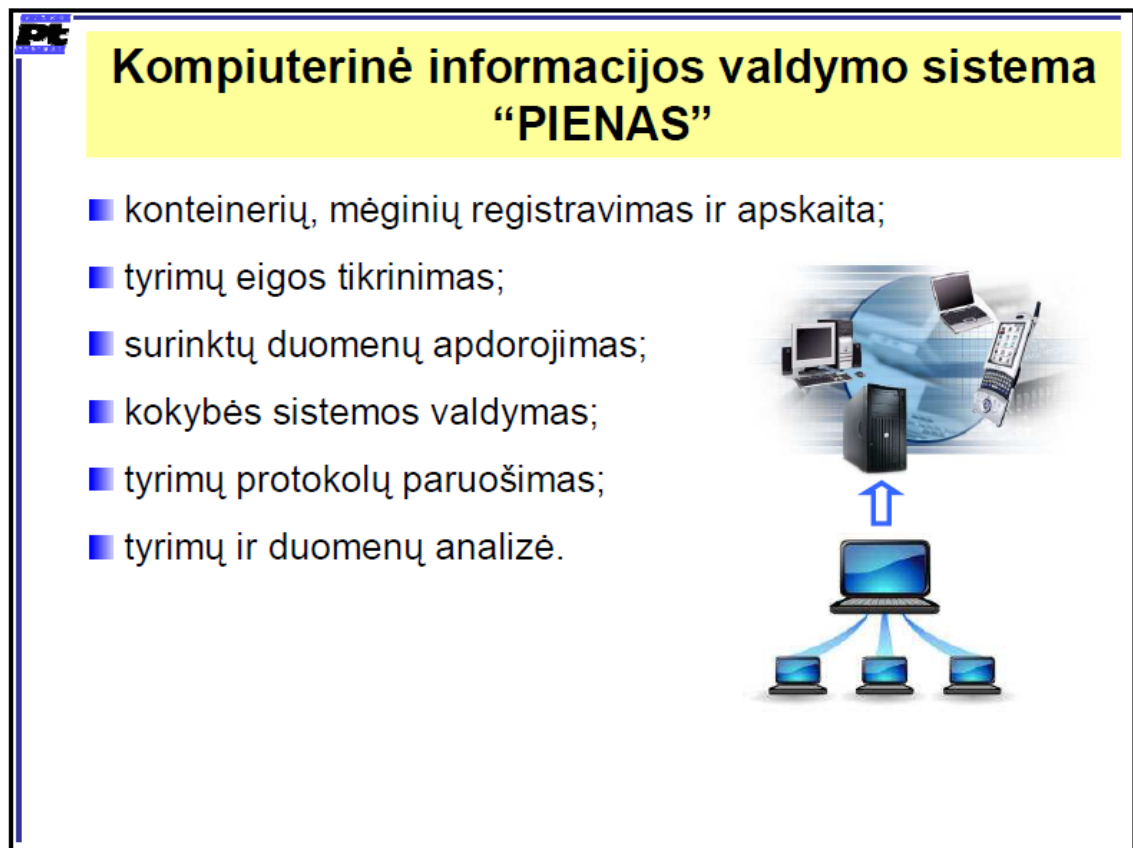 pt
Kompiuterinė informacijos valdymo sistema
“PIENAS”
konteinerių, mėginių registravimas ir apskaita;
tyrimų eigos tikrinimas;
surinktų duomenų apdorojimas;
kokybės sistemos valdymas;
tyrimų protokolų paruošimas;
tyrimų ir duomenų analizė.